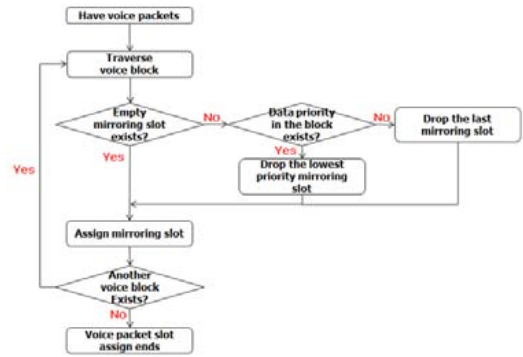 Have voice packets
Traverse
voice block
Empty
mirroring slot
exists?
No
Data priority
in the block
exists?
No
Drop the last
mirroring slot
Yes
Yes
Drop the lowest
priority mirroring
slot
Yes
Assign mirroring slot
Another
voice block
Exists?
No
Voice packet slot
assign ends